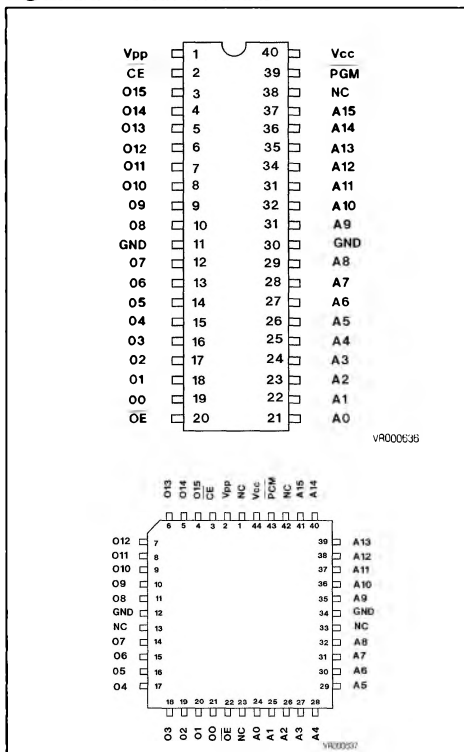 Vpp 1 40 Vcc
CE 2 39 PGM
O15 3 38 NC
O14 4 37 A15
O13 5 36 A14
O12 6 35 A13
O11 7 34 A12
O10 8 31 A11
O9 9 32 A10
O8 10 31 A9
GND 11 30 GND
O7 12 29 A8
O6 13 28 A7
O5 14 27 A6
O4 15 26 A5
O3 16 25 A4
O2 17 24 A3
O1 18 23 A2
O0 19 22 A1
OE 20 21 A0
VR000636
O13 O14 O15 CE Vpp NC Vcc PCM NC A15 A14
6 5 4 3 2 1 44 43 42 41 40
O12 7 39 A13
O11 8 38 A12
O10 9 37 A11
O9 10 36 A10
O8 11 35 A9
GND 12 34 GND
NC 13 33 NC
O7 14 32 A8
O6 15 31 A7
O5 16 30 A6
O4 17 29 A5
18 19 20 21 22 23 24 25 26 27 28
O3 O2 O1 O0 OE NC A0 A1 A2 A3 A4
VR000637